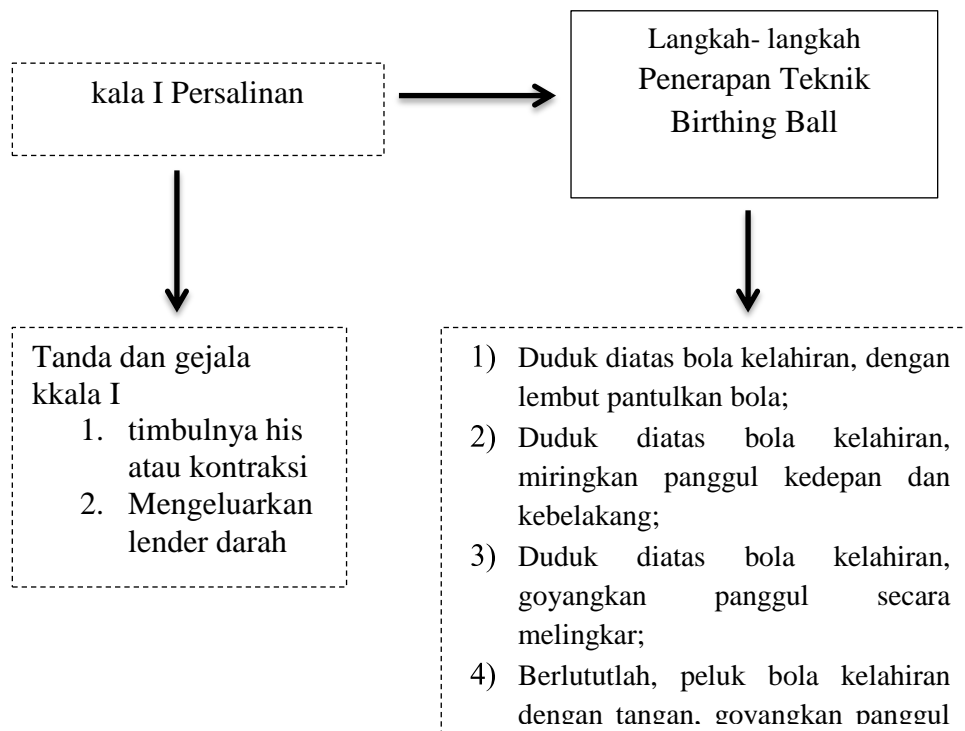 kala I Persalinan
Langkah- langkah
Penerapan Teknik
Birthing Ball
Tanda dan gejala
kkala I
1. timbulnya his
atau kontraksi
2. Mengeluarkan
lender darah
1) Duduk diatas bola kelahiran, dengan
lembut pantulkan bola;
2) Duduk diatas bola kelahiran,
miringkan panggul kedepan dan
kebelakang;
3) Duduk diatas bola kelahiran,
goyangkan panggul secara
melingkar;
4) Berlututlah, peluk bola kelahiran
dengan tangan, goyangkan panggul